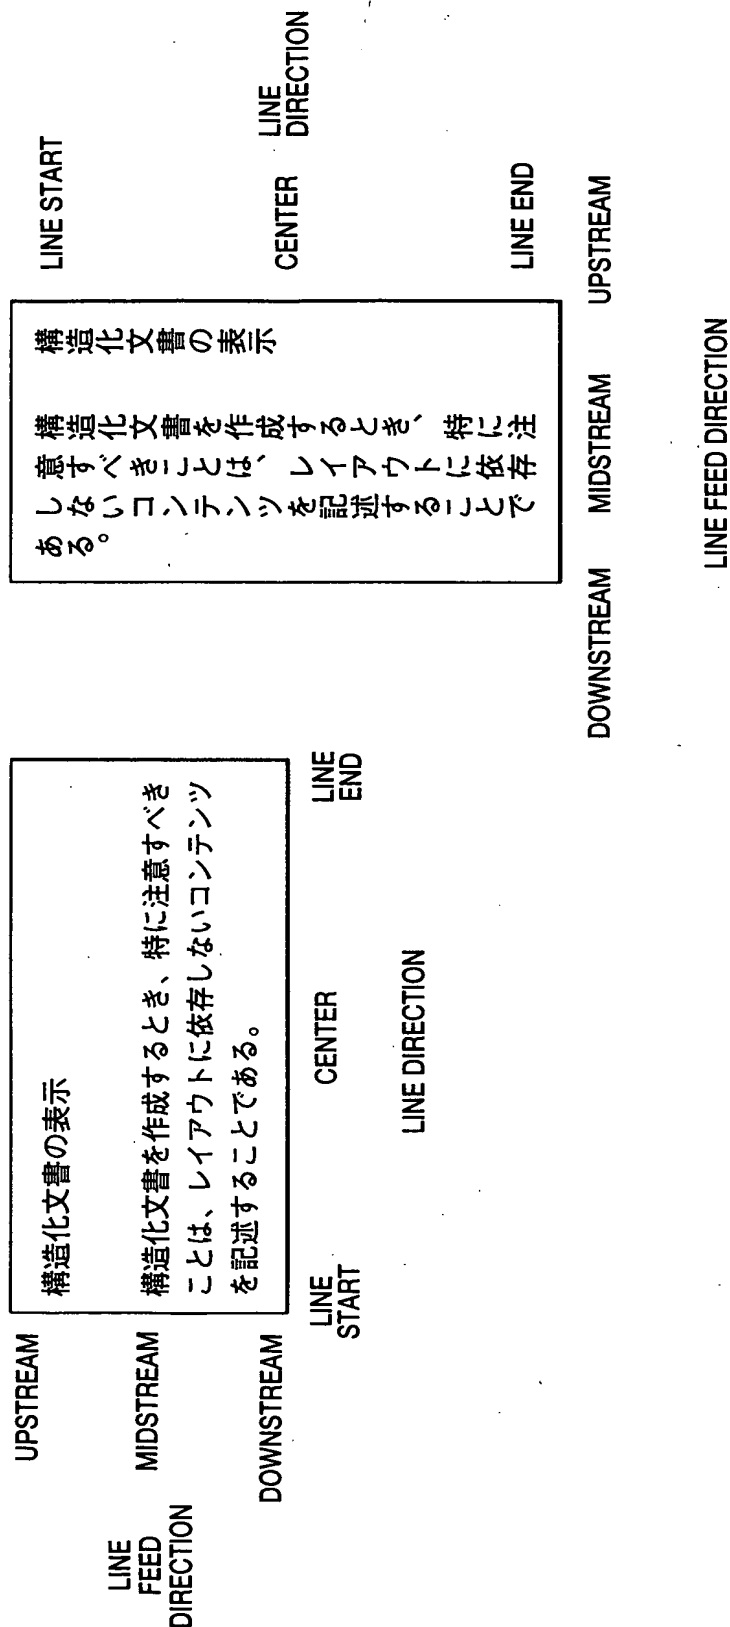 LINE
FEED
DIRECTION
UPSTREAM
MIDSTREAM
DOWNSTREAM
構造化文書の表示
構造化文書を作成するとき、特に注意すべき
ことは、レイアウトに依存しないコンテンツ
を記述することである。
LINE
START
CENTER
LINE
END
LINE DIRECTION
構造化文書の表示
構造化文書を作成するとき、特に注
意すべきことは、レイアウトに依存
しないコンテンツを記述することで
ある。
LINE START
CENTER
LINE END
LINE
DIRECTION
DOWNSTREAM
MIDSTREAM
UPSTREAM
LINE FEED DIRECTION